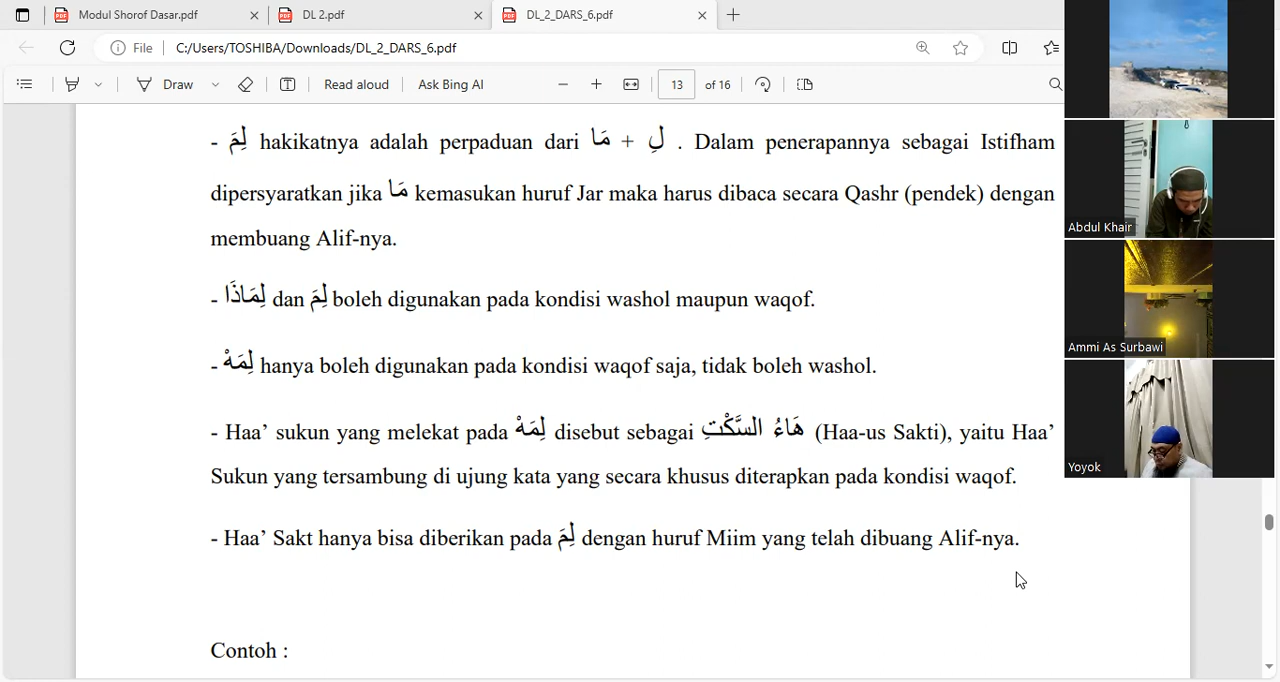 Modul Shorof Dasar.pdf
DL 2.pdf
DL_2_DARS_6.pdf
File
C:/Users/TOSHIBA/Downloads/DL_2_DARS_6.pdf
Draw
Read aloud
Ask Bing AI
13 of 16
- لِمَ hakikatnya adalah perpaduan dari لِ + مَا . Dalam penerapannya sebagai Istifham
dipersyaratkan jika مَا kemasukan huruf Jar maka harus dibaca secara Qashr (pendek) dengan
membuang Alif-nya.
- لِمَاذَا dan لِمَ boleh digunakan pada kondisi washol maupun waqof.
- لِمَهْ hanya boleh digunakan pada kondisi waqof saja, tidak boleh washol.
- Haa’ sukun yang melekat pada لِمَهْ disebut sebagai هَاءُ السَّكْتِ (Haa-us Sakti), yaitu Haa’
Sukun yang tersambung di ujung kata yang secara khusus diterapkan pada kondisi waqof.
- Haa’ Sakt hanya bisa diberikan pada لِمَ dengan huruf Miim yang telah dibuang Alif-nya.
Contoh :
Abdul Khair
Ammi As Surbawi
Yoyok